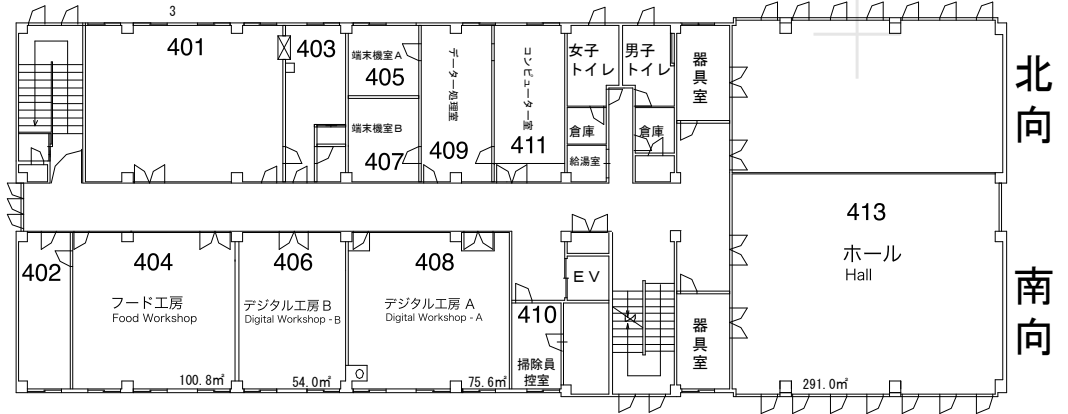 3
401
403
端末機室A
405
端末機室B
407
データー処理室
409
コンピューター室
411
女子
トイレ
男子
トイレ
倉庫
倉庫
給湯室
器具室
北向
402
404
フード工房
Food Workshop
100.8㎡
406
デジタル工房 B
Digital Workshop - B
54.0㎡
408
デジタル工房 A
Digital Workshop - A
75.6㎡
EV
410
掃除員
控室
器具室
413
ホール
Hall
291.0㎡
南向